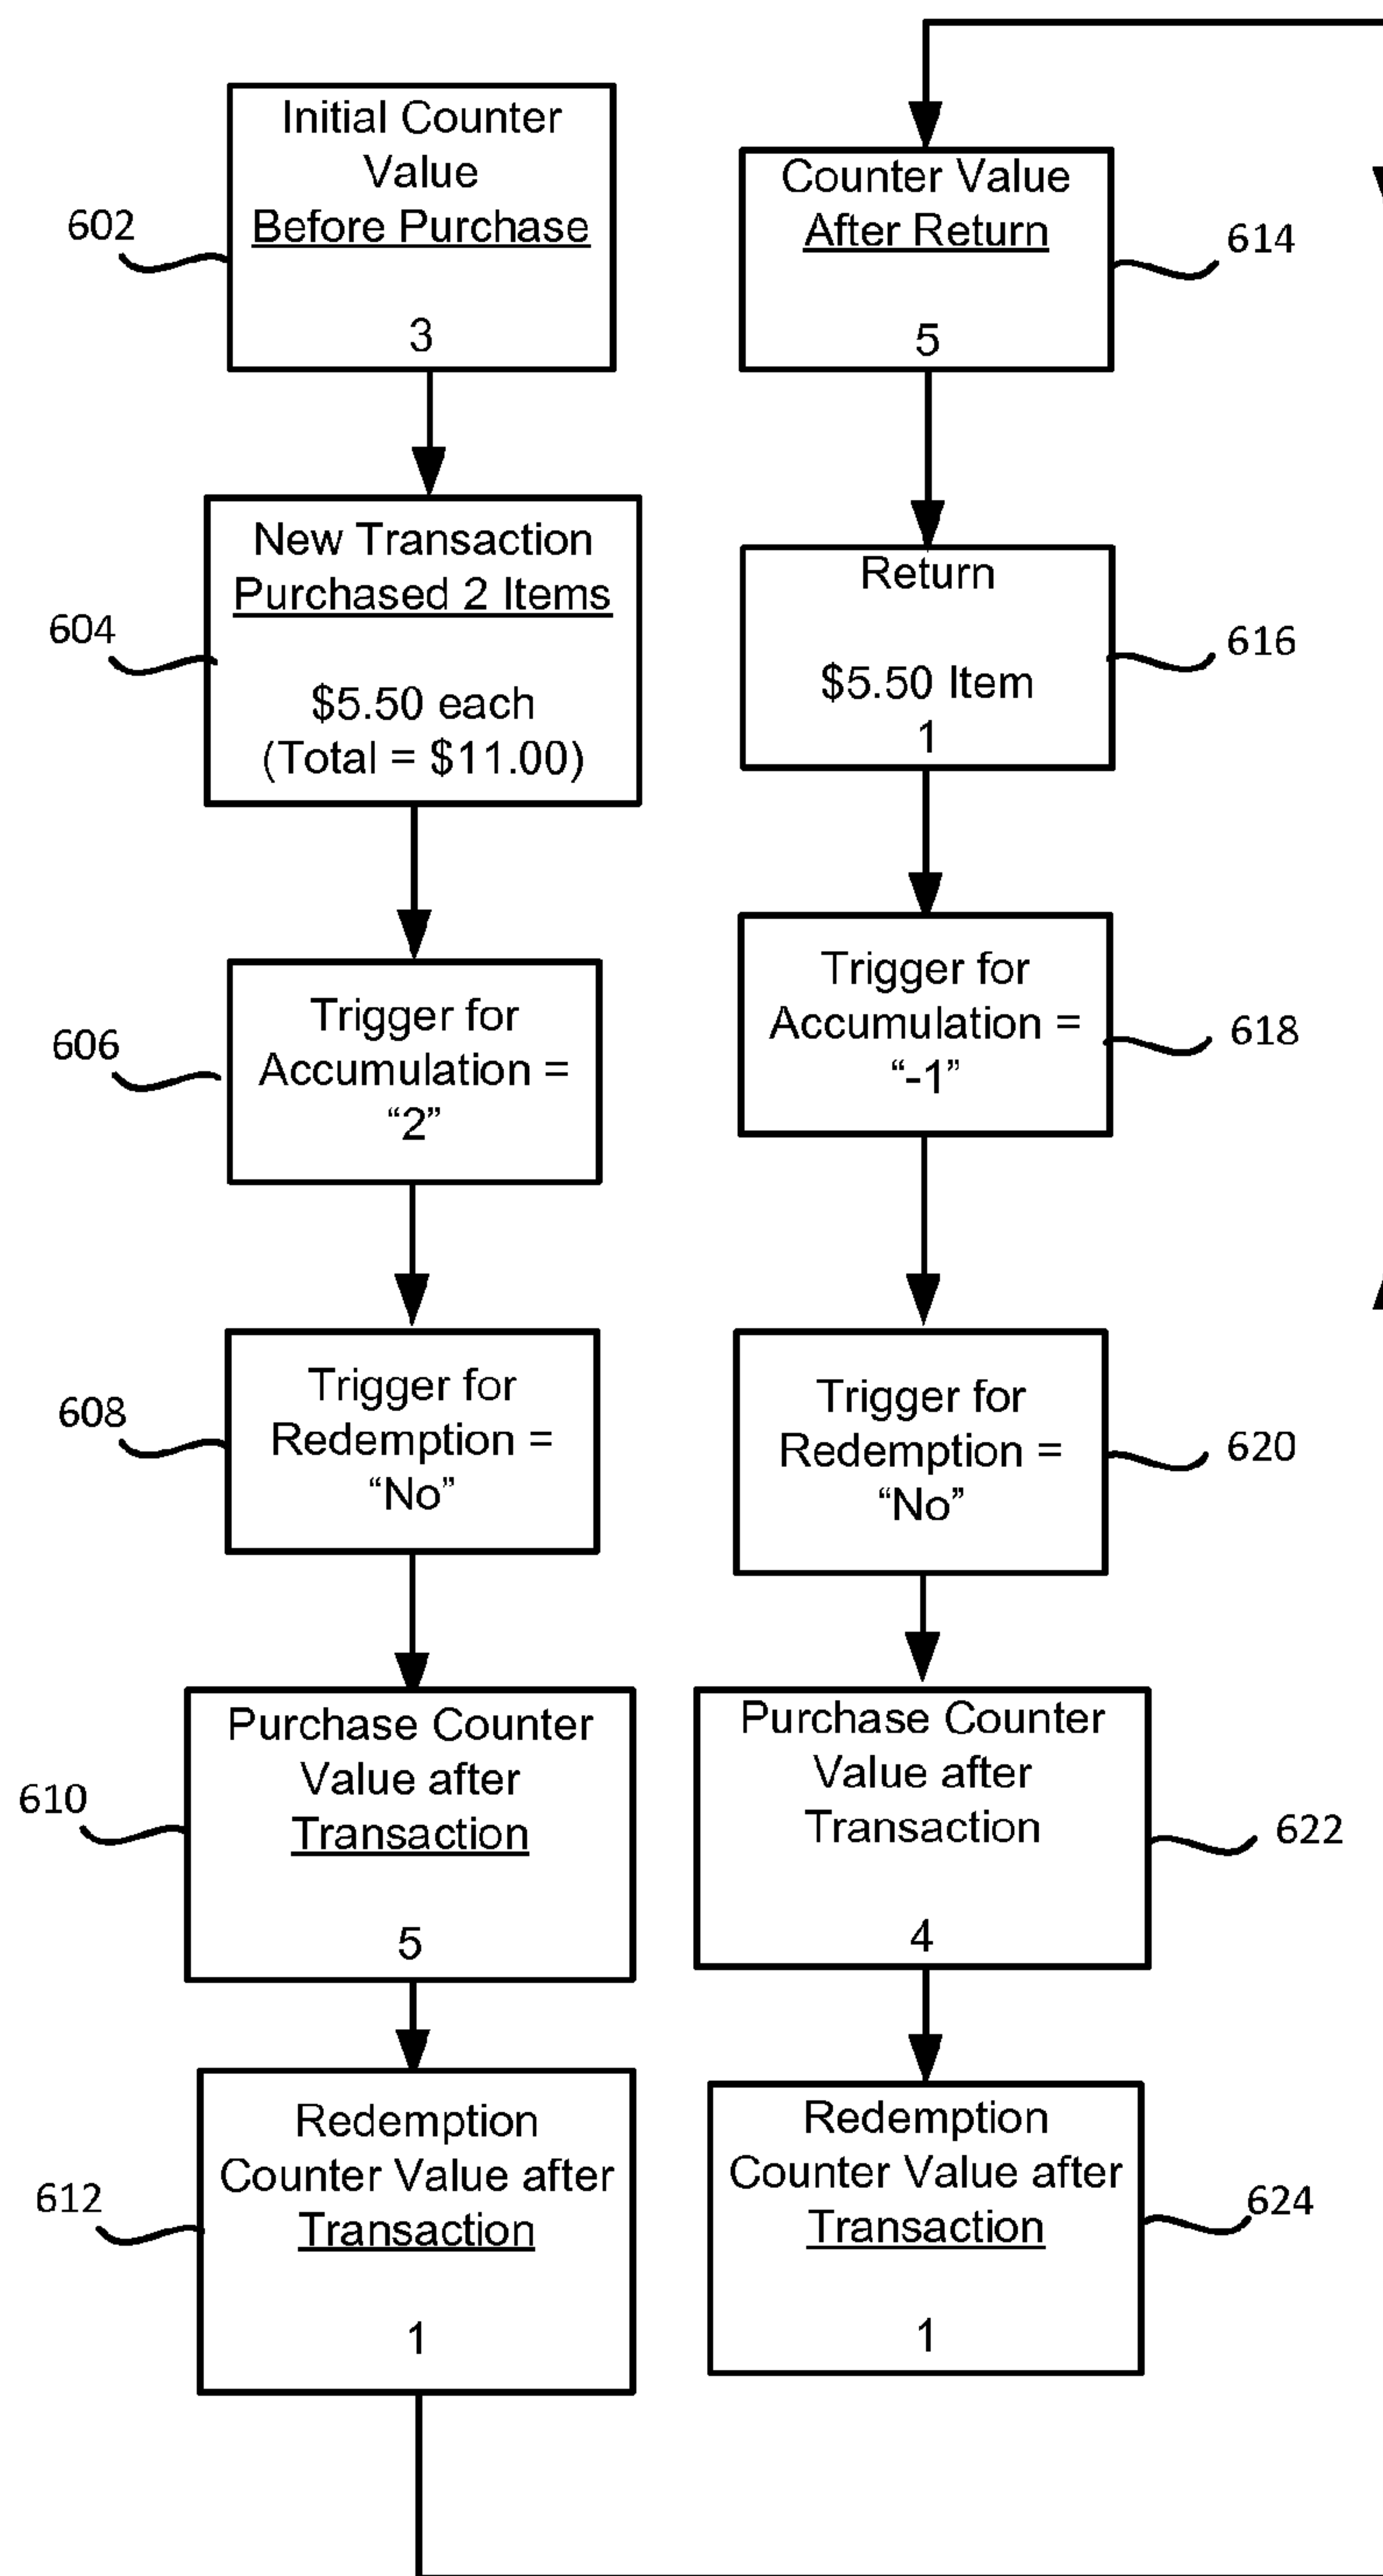 602
Initial Counter
Value
Before Purchase
3
604
New Transaction
Purchased 2 Items
$5.50 each
(Total = $11.00)
606
Trigger for
Accumulation =
“2”
608
Trigger for
Redemption =
“No”
610
Purchase Counter
Value after
Transaction
5
612
Redemption
Counter Value after
Transaction
1
Counter Value
After Return
5
614
Return
$5.50 Item
1
616
Trigger for
Accumulation =
“-1”
618
Trigger for
Redemption =
“No”
620
Purchase Counter
Value after
Transaction
4
622
Redemption
Counter Value after
Transaction
1
624